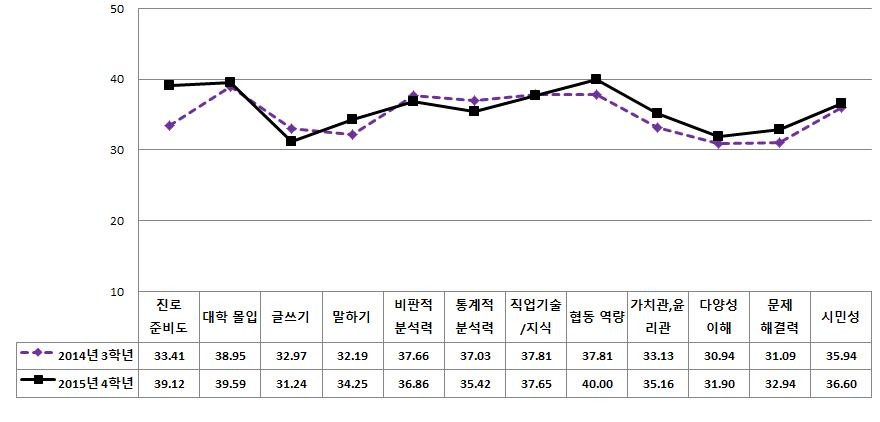 50
40
30
20
10
진로 준비도 대학 몰입 글쓰기 말하기 비판적 분석력 통계적 분석력 직업기술/지식 협동 역량 가치관,윤리관 다양성 이해 문제 해결력 시민성
2014년 3학년 33.41 38.95 32.97 32.19 37.66 37.03 37.81 37.81 33.13 30.94 31.09 35.94
2015년 4학년 39.12 39.59 31.24 34.25 36.86 35.42 37.65 40.00 35.16 31.90 32.94 36.60